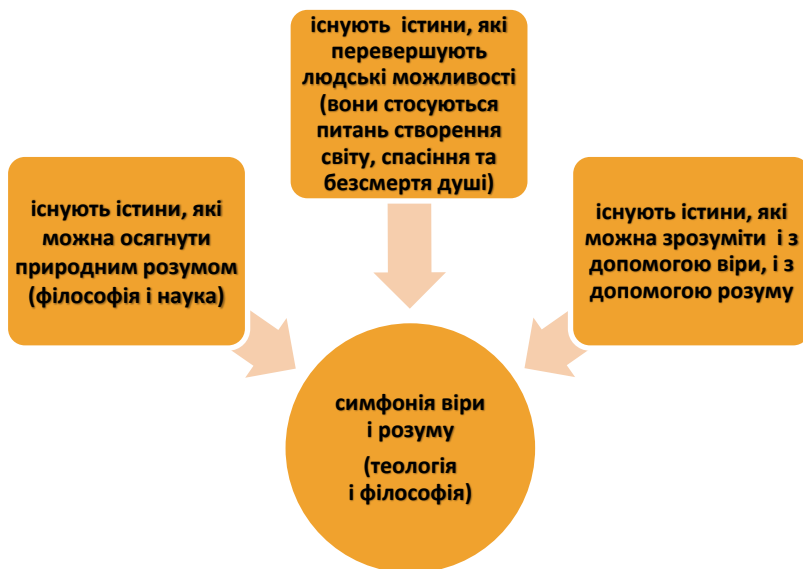 існують істини, які
перевершують
людські можливості
(вони стосуються
питань створення
світу, спасіння та
безсмертя душі)
існують істини, які
можна осягнути
природним розумом
(філософія і наука)
існують істини, які
можна зрозуміти і з
допомогою віри, і з
допомогою розуму
симфонія віри
і розуму
(теологія
і філософія)